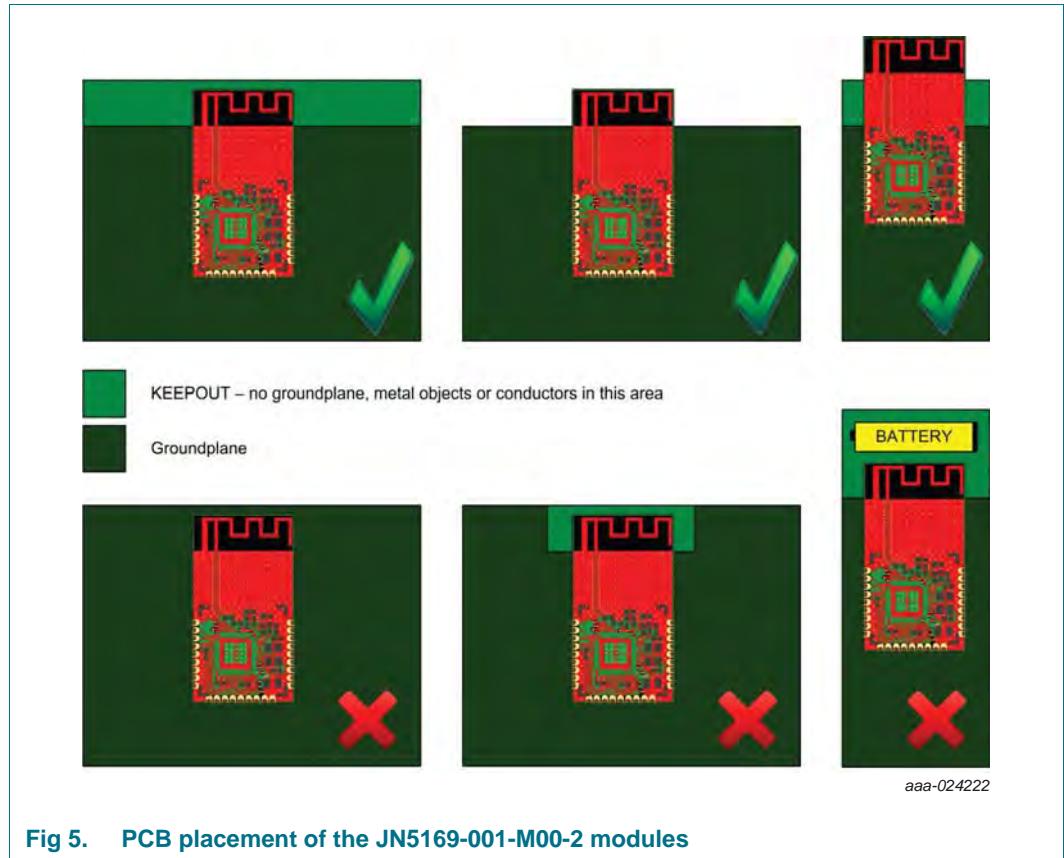 KEEPOUT – no groundplane, metal objects or conductors in this area
Groundplane
BATTERY
aaa-024222
Fig 5. PCB placement of the JN5169-001-M00-2 modules